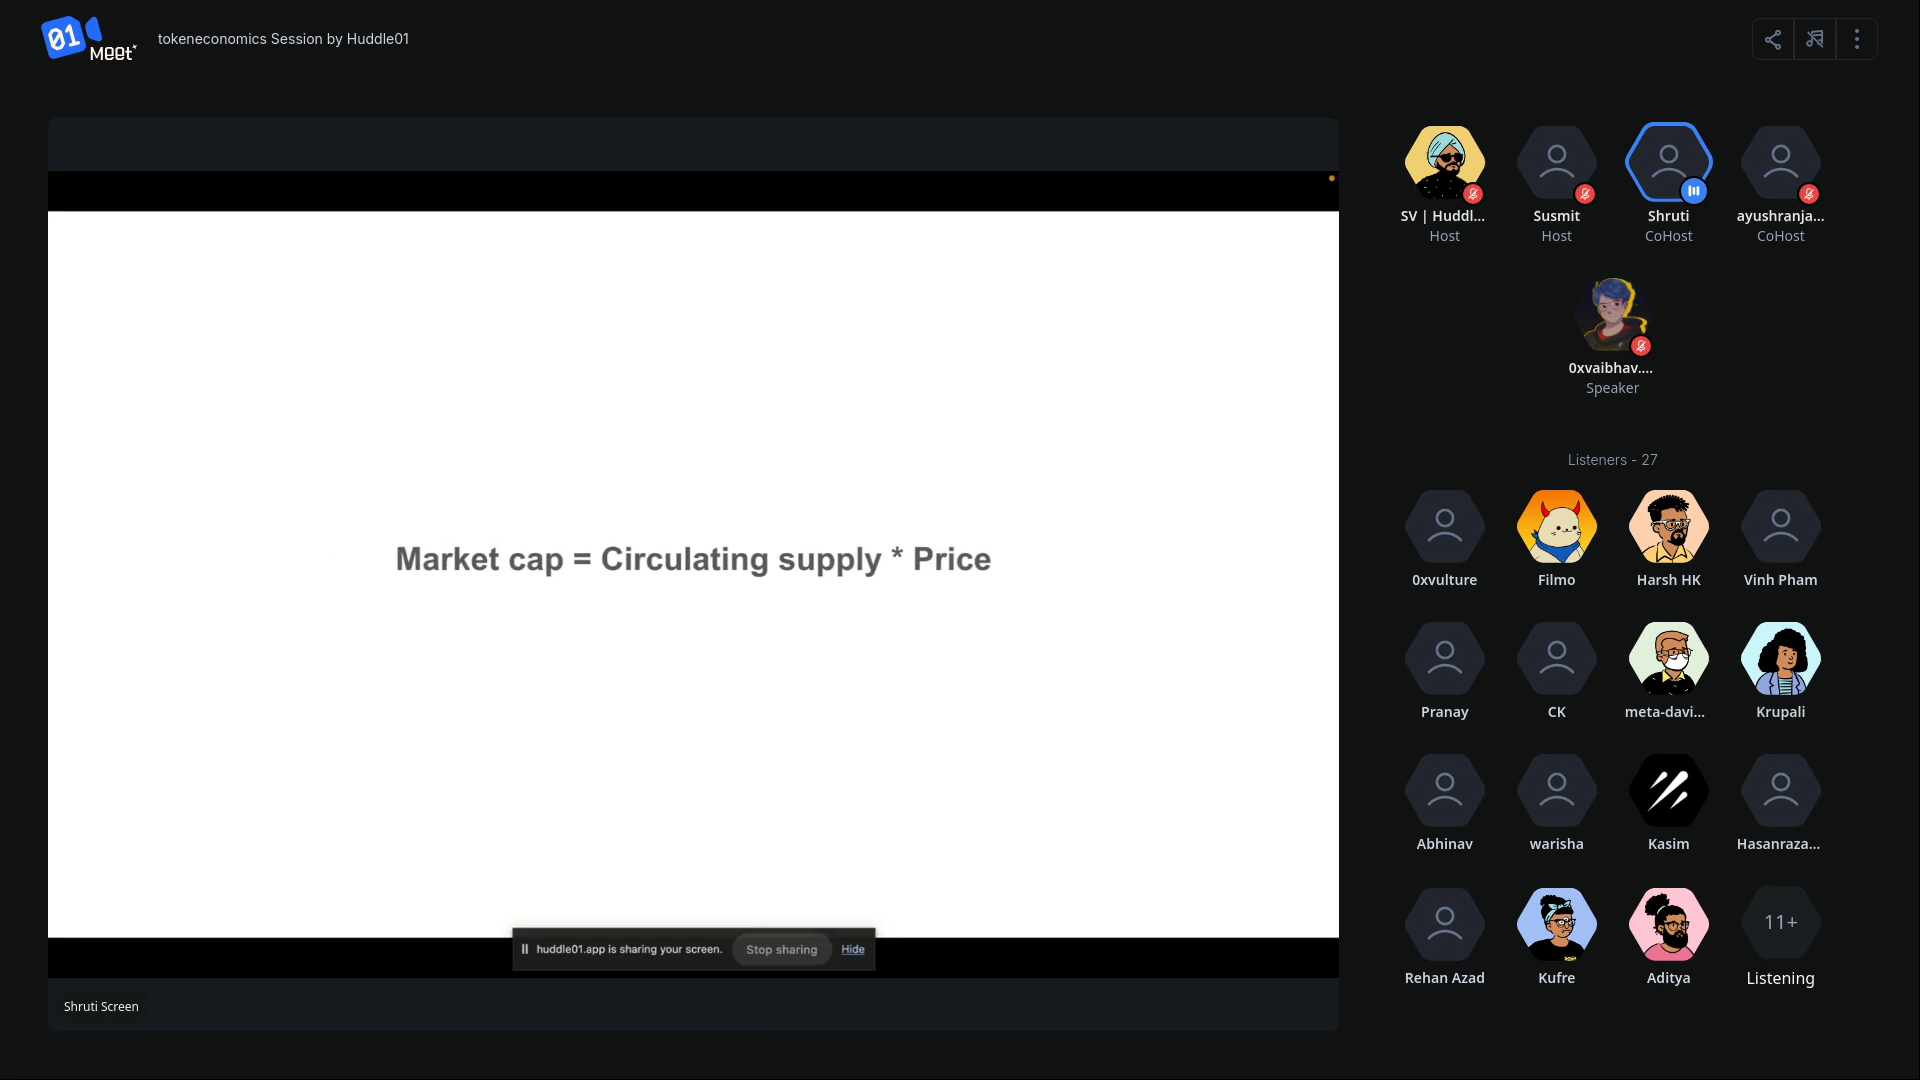 01
Meet
tokeneconomics Session by Huddle01
Market cap = Circulating supply * Price
huddle01.app is sharing your screen. Stop sharing Hide
Shruti Screen
SV | Huddl... Susmit Shruti ayushranja...
Host Host CoHost CoHost
0xvaibhav....
Speaker
Listeners - 27
0xvulture Filmo Harsh HK Vinh Pham
Pranay CK meta-davi... Krupali
Abhinav warisha Kasim Hasanraza...
11+
Rehan Azad Kufre Aditya Listening